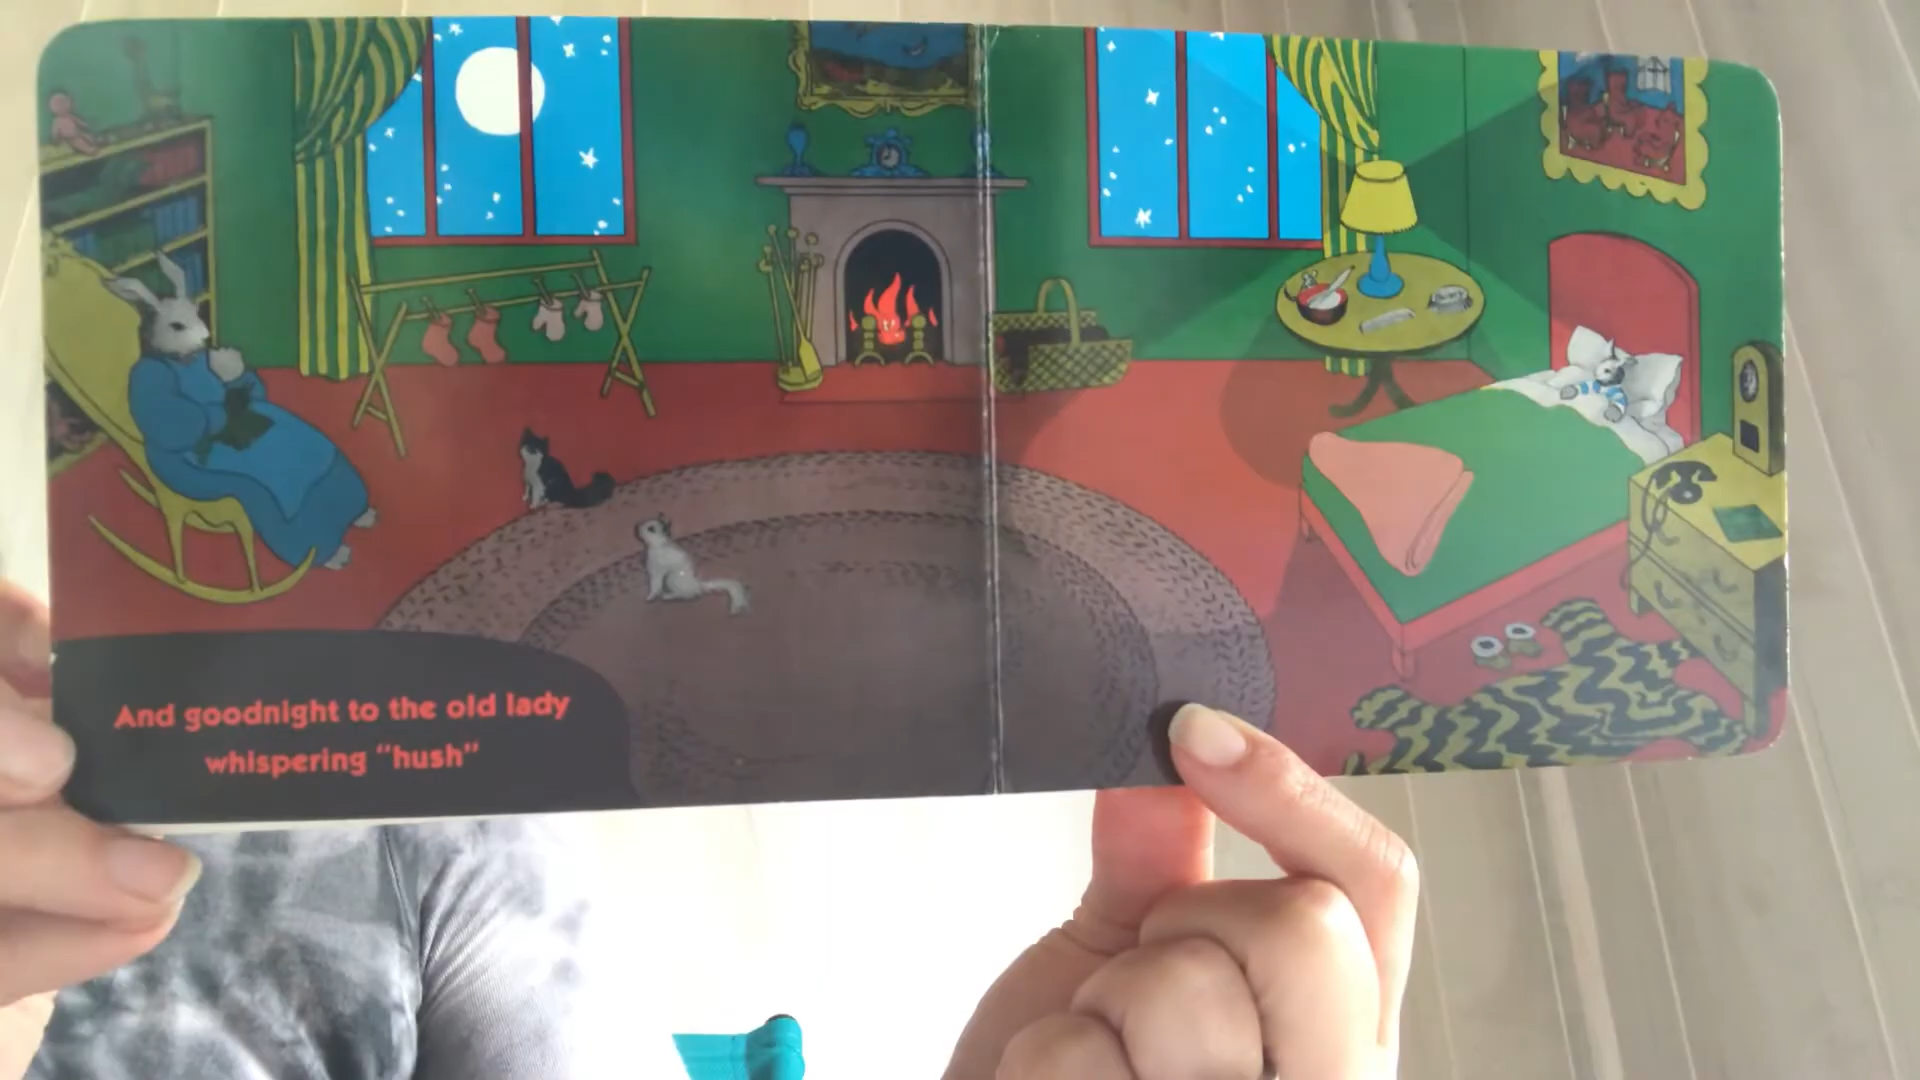 And goodnight to the old lady
whispering “hush”